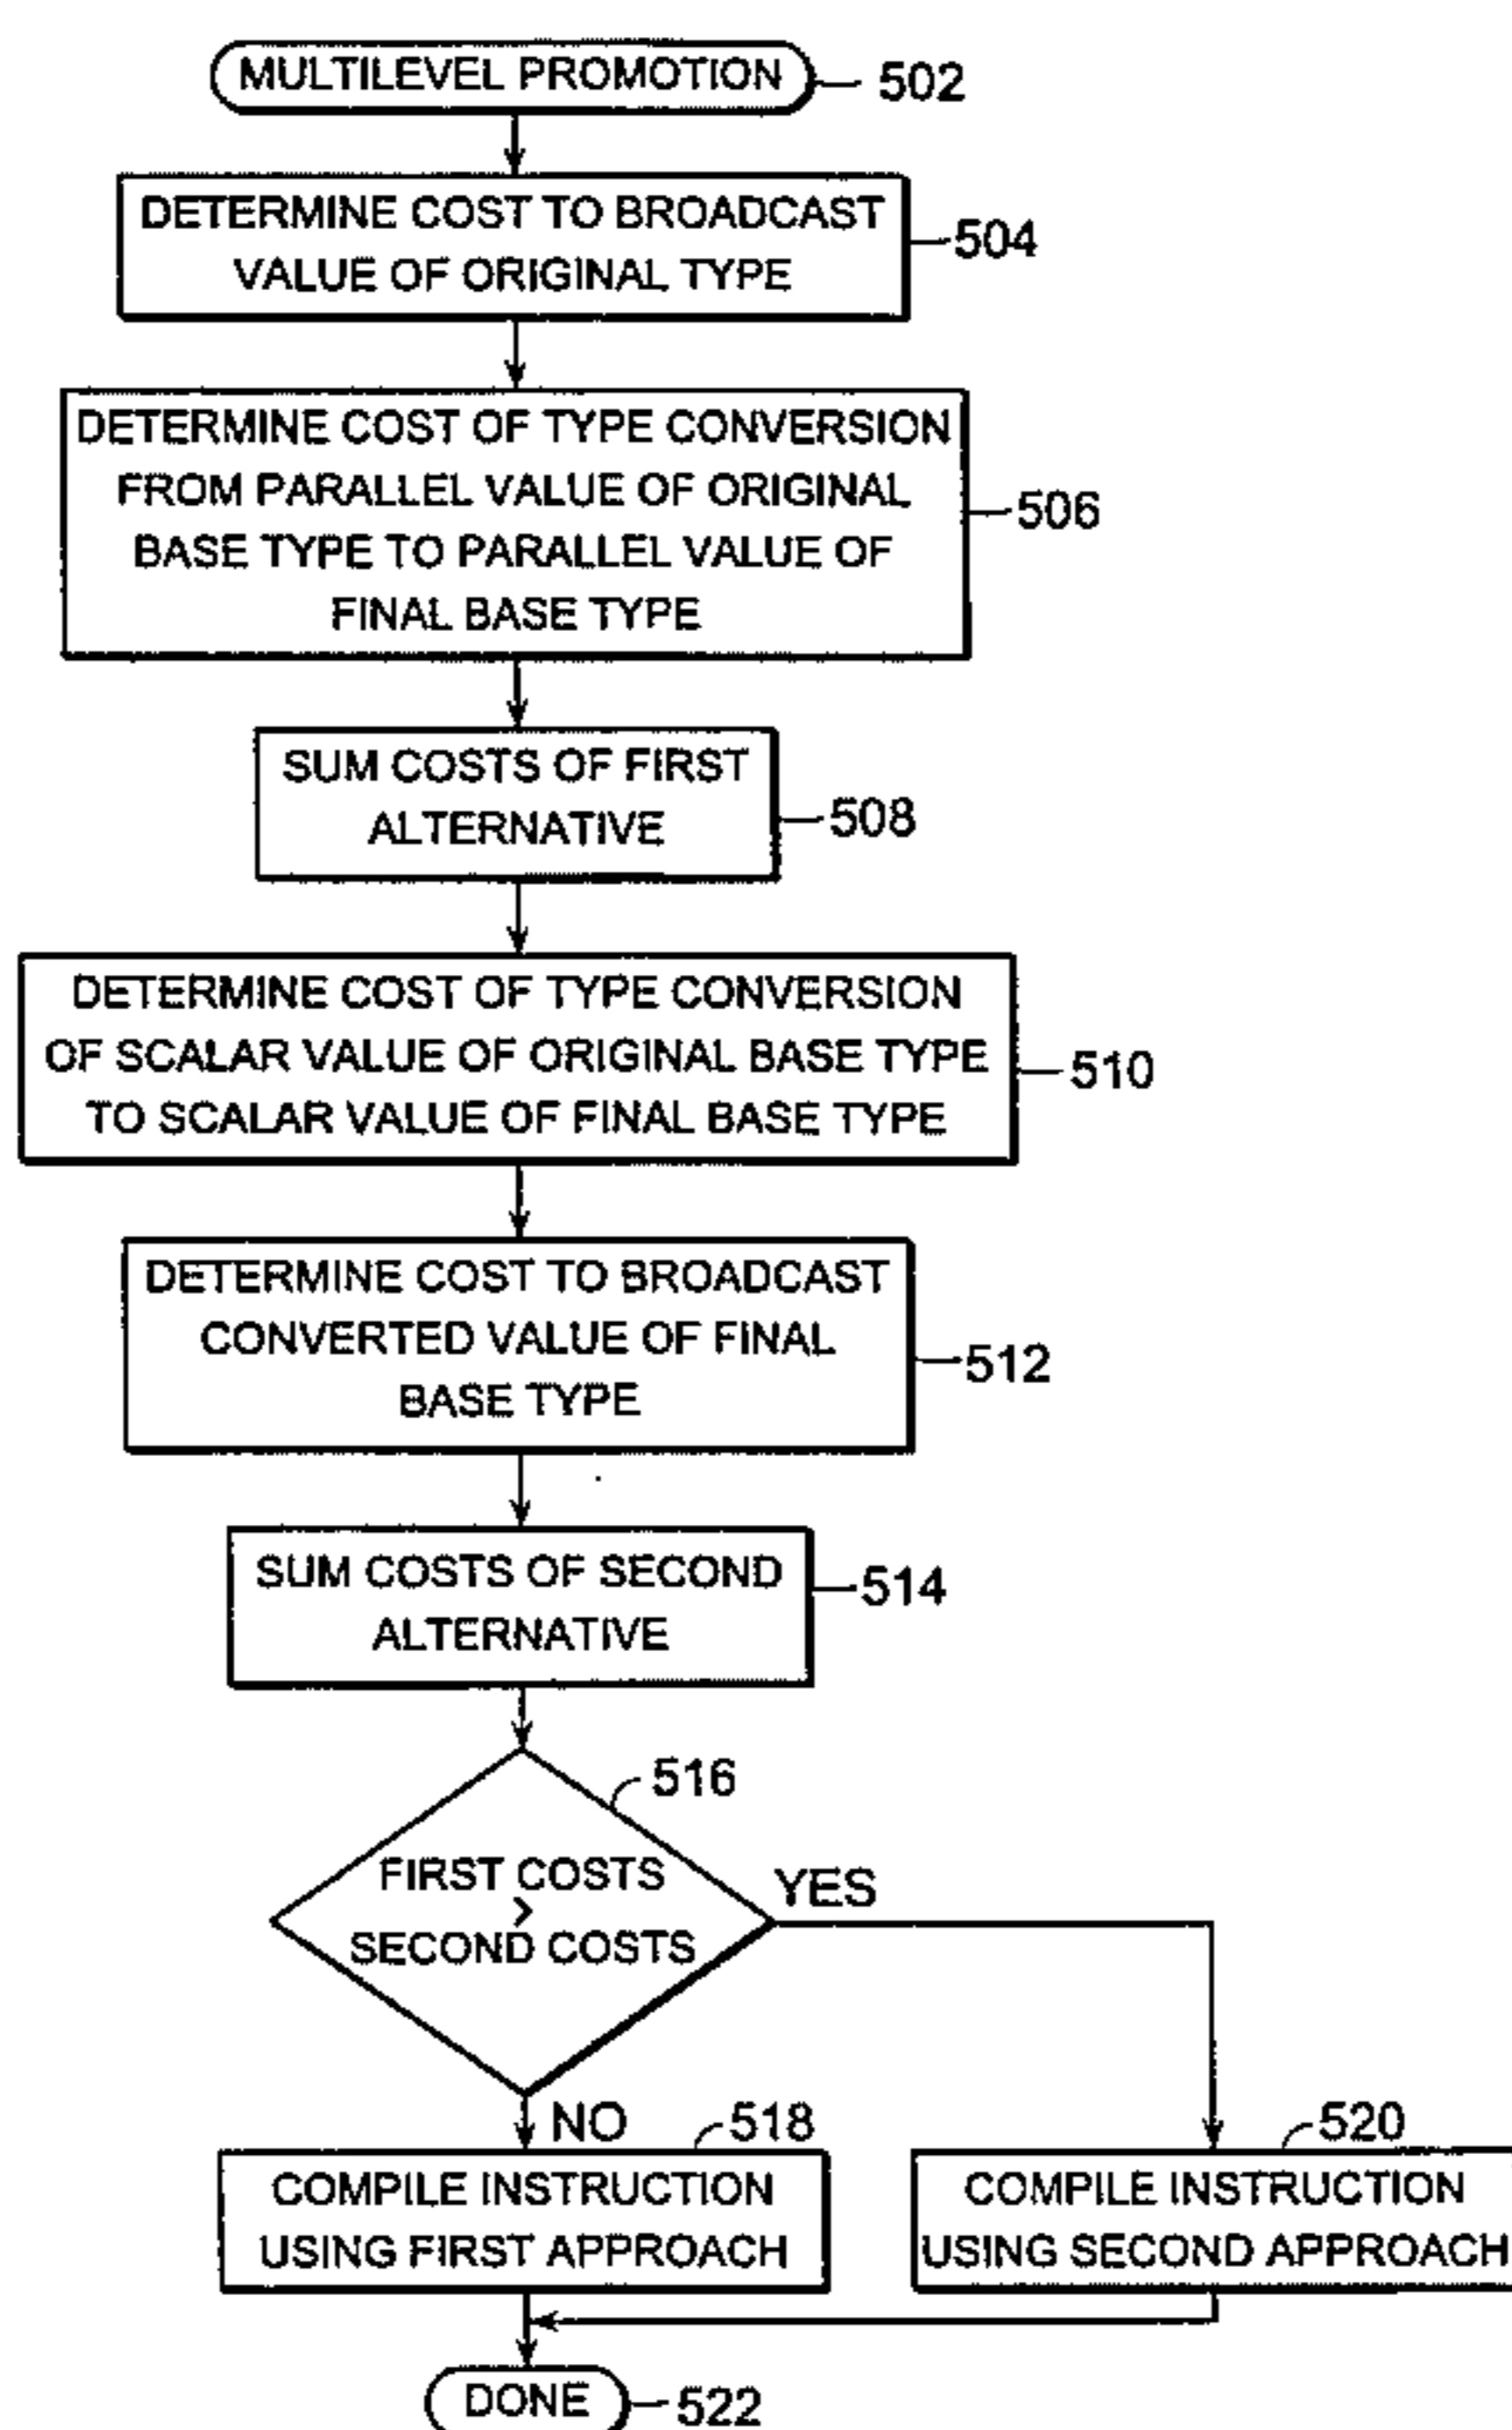 MULTILEVEL PROMOTION
502
DETERMINE COST TO BROADCAST
VALUE OF ORIGINAL TYPE
504
DETERMINE COST OF TYPE CONVERSION
FROM PARALLEL VALUE OF ORIGINAL
BASE TYPE TO PARALLEL VALUE OF
FINAL BASE TYPE
506
SUM COSTS OF FIRST
ALTERNATIVE
508
DETERMINE COST OF TYPE CONVERSION
OF SCALAR VALUE OF ORIGINAL BASE TYPE
TO SCALAR VALUE OF FINAL BASE TYPE
510
DETERMINE COST TO BROADCAST
CONVERTED VALUE OF FINAL
BASE TYPE
512
SUM COSTS OF SECOND
ALTERNATIVE
514
516
FIRST COSTS
>
SECOND COSTS
YES
NO
518
COMPILE INSTRUCTION
USING FIRST APPROACH
520
COMPILE INSTRUCTION
USING SECOND APPROACH
DONE
522